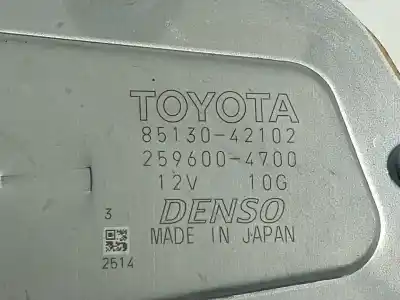 TOYOTA
85130-42102
259600-4700
12V 10G
DENSO
MADE IN JAPAN
3
2514